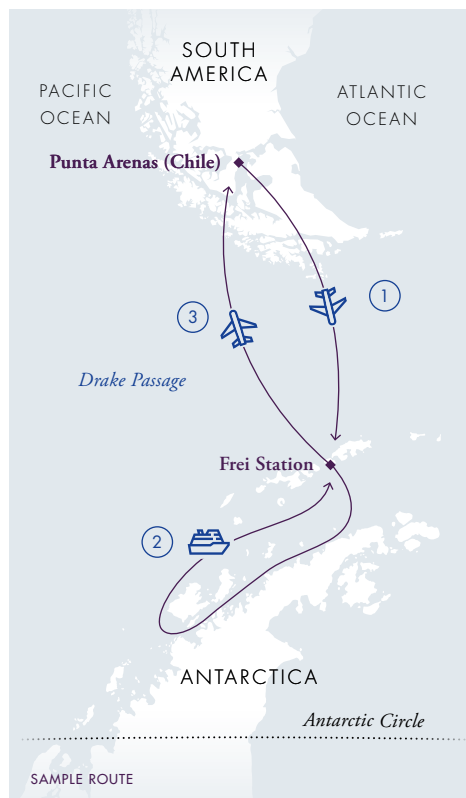 SOUTH
AMERICA
PACIFIC
OCEAN
ATLANTIC
OCEAN
Punta Arenas (Chile)
1
3
Drake Passage
Frei Station
2
ANTARCTICA
Antarctic Circle
SAMPLE ROUTE